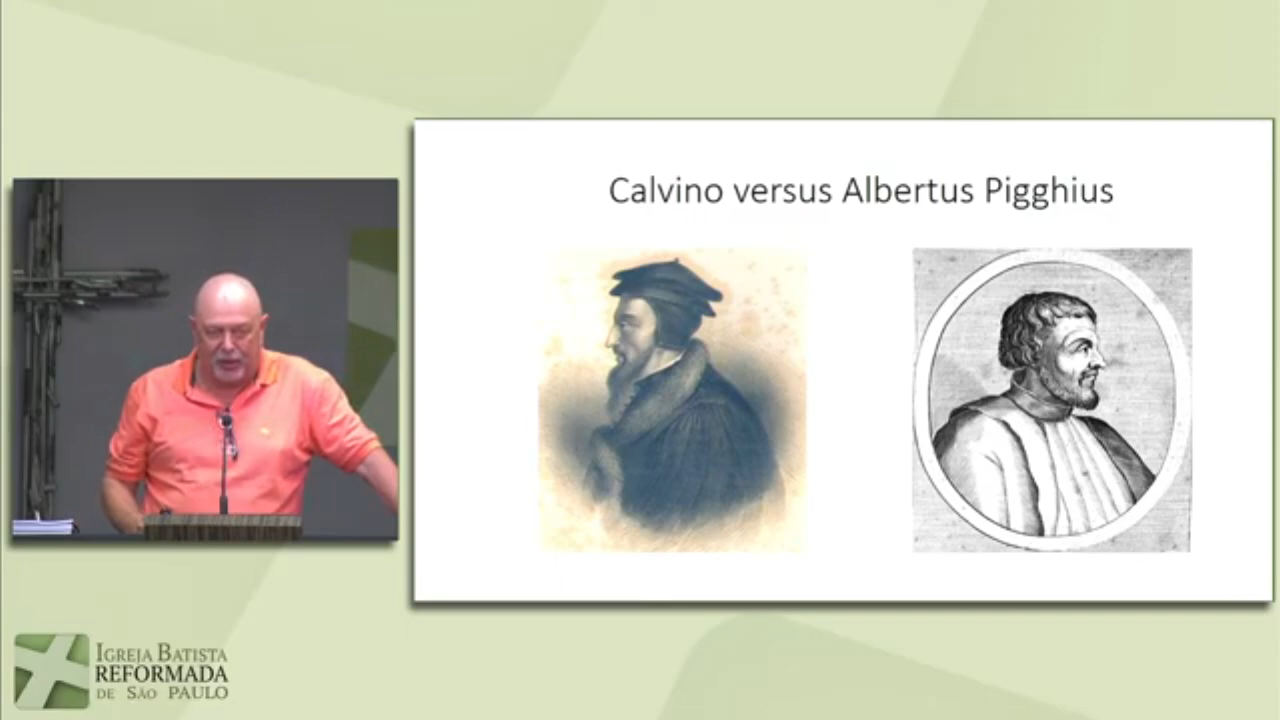 Calvino versus Albertus Pigghius
IGREJA BATISTA
REFORMADA
DE SÃO PAULO